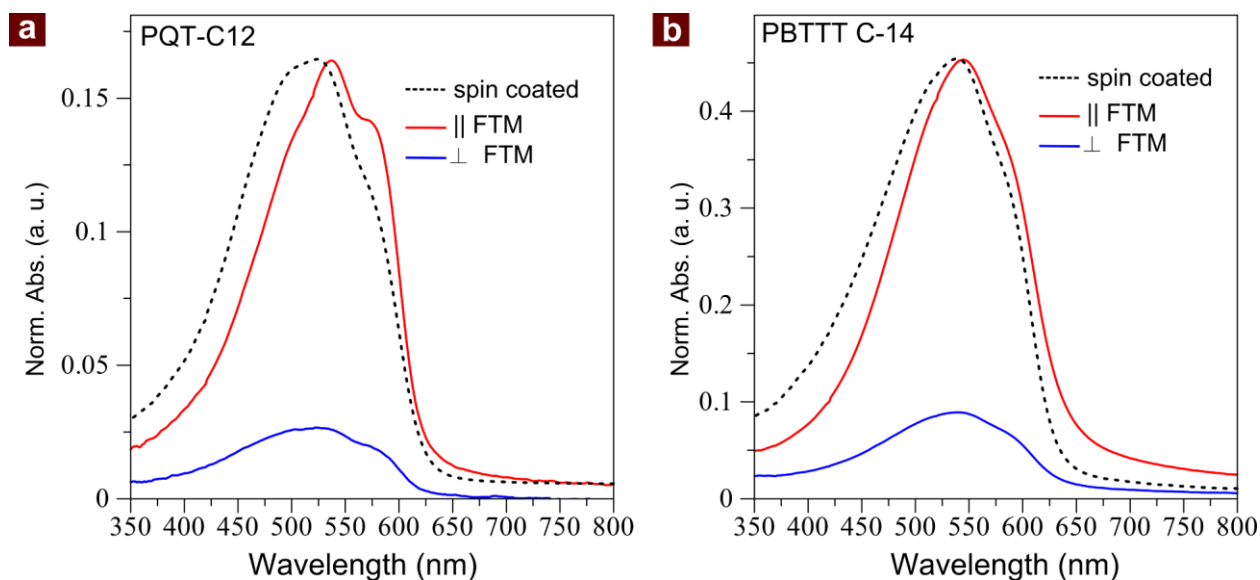 a
PQT-C12
spin coated
|| FTM
⊥ FTM
Norm. Abs. (a. u.)
0.15
0.1
0.05
0
350 400 450 500 550 600 650 700 750 800
Wavelength (nm)
b
PBTTT C-14
spin coated
|| FTM
⊥ FTM
Norm. Abs. (a. u.)
0.4
0.3
0.2
0.1
0
350 400 450 500 550 600 650 700 750 800
Wavelength (nm)